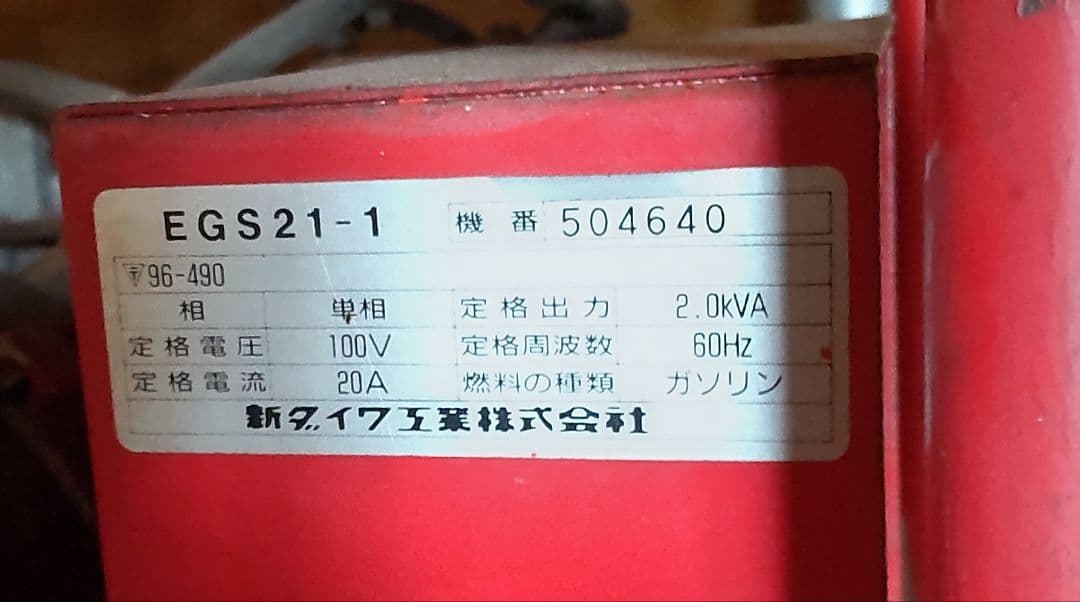 EGS21-1 機番 504640
〒96-490
相 単相 定格出力 2.0kVA
定格電圧 100V 定格周波数 60Hz
定格電流 20A 燃料の種類 ガソリン
新ダイワ工業株式会社